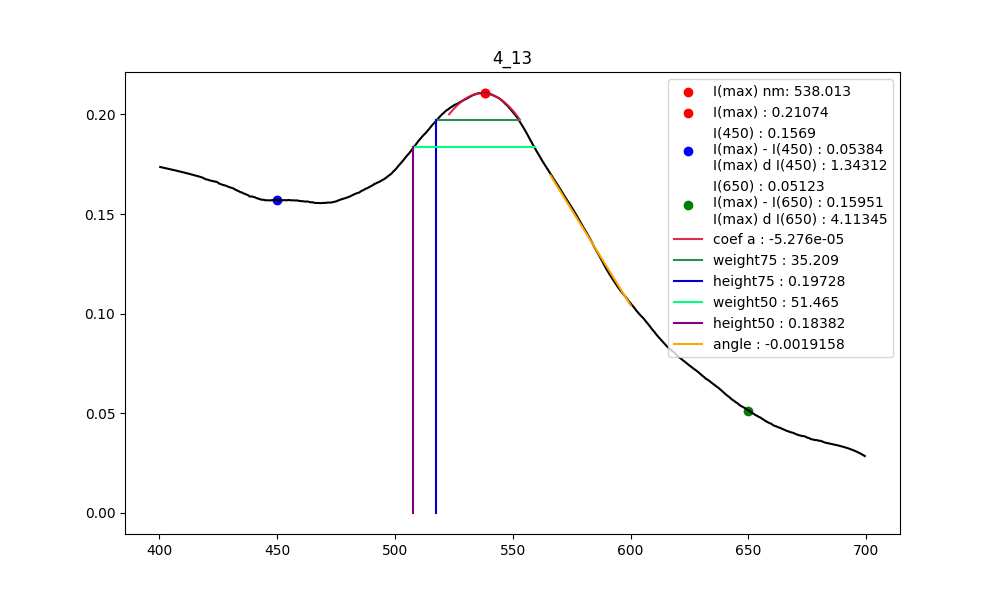 4_13
I(max) nm: 538.013
I(max) : 0.21074
I(450) : 0.1569
I(max) - I(450) : 0.05384
I(max) d I(450) : 1.34312
I(650) : 0.05123
I(max) - I(650) : 0.15951
I(max) d I(650) : 4.11345
coef a : -5.276e-05
weight75 : 35.209
height75 : 0.19728
weight50 : 51.465
height50 : 0.18382
angle : -0.0019158
0.20
0.15
0.10
0.05
0.00
400 450 500 550 600 650 700